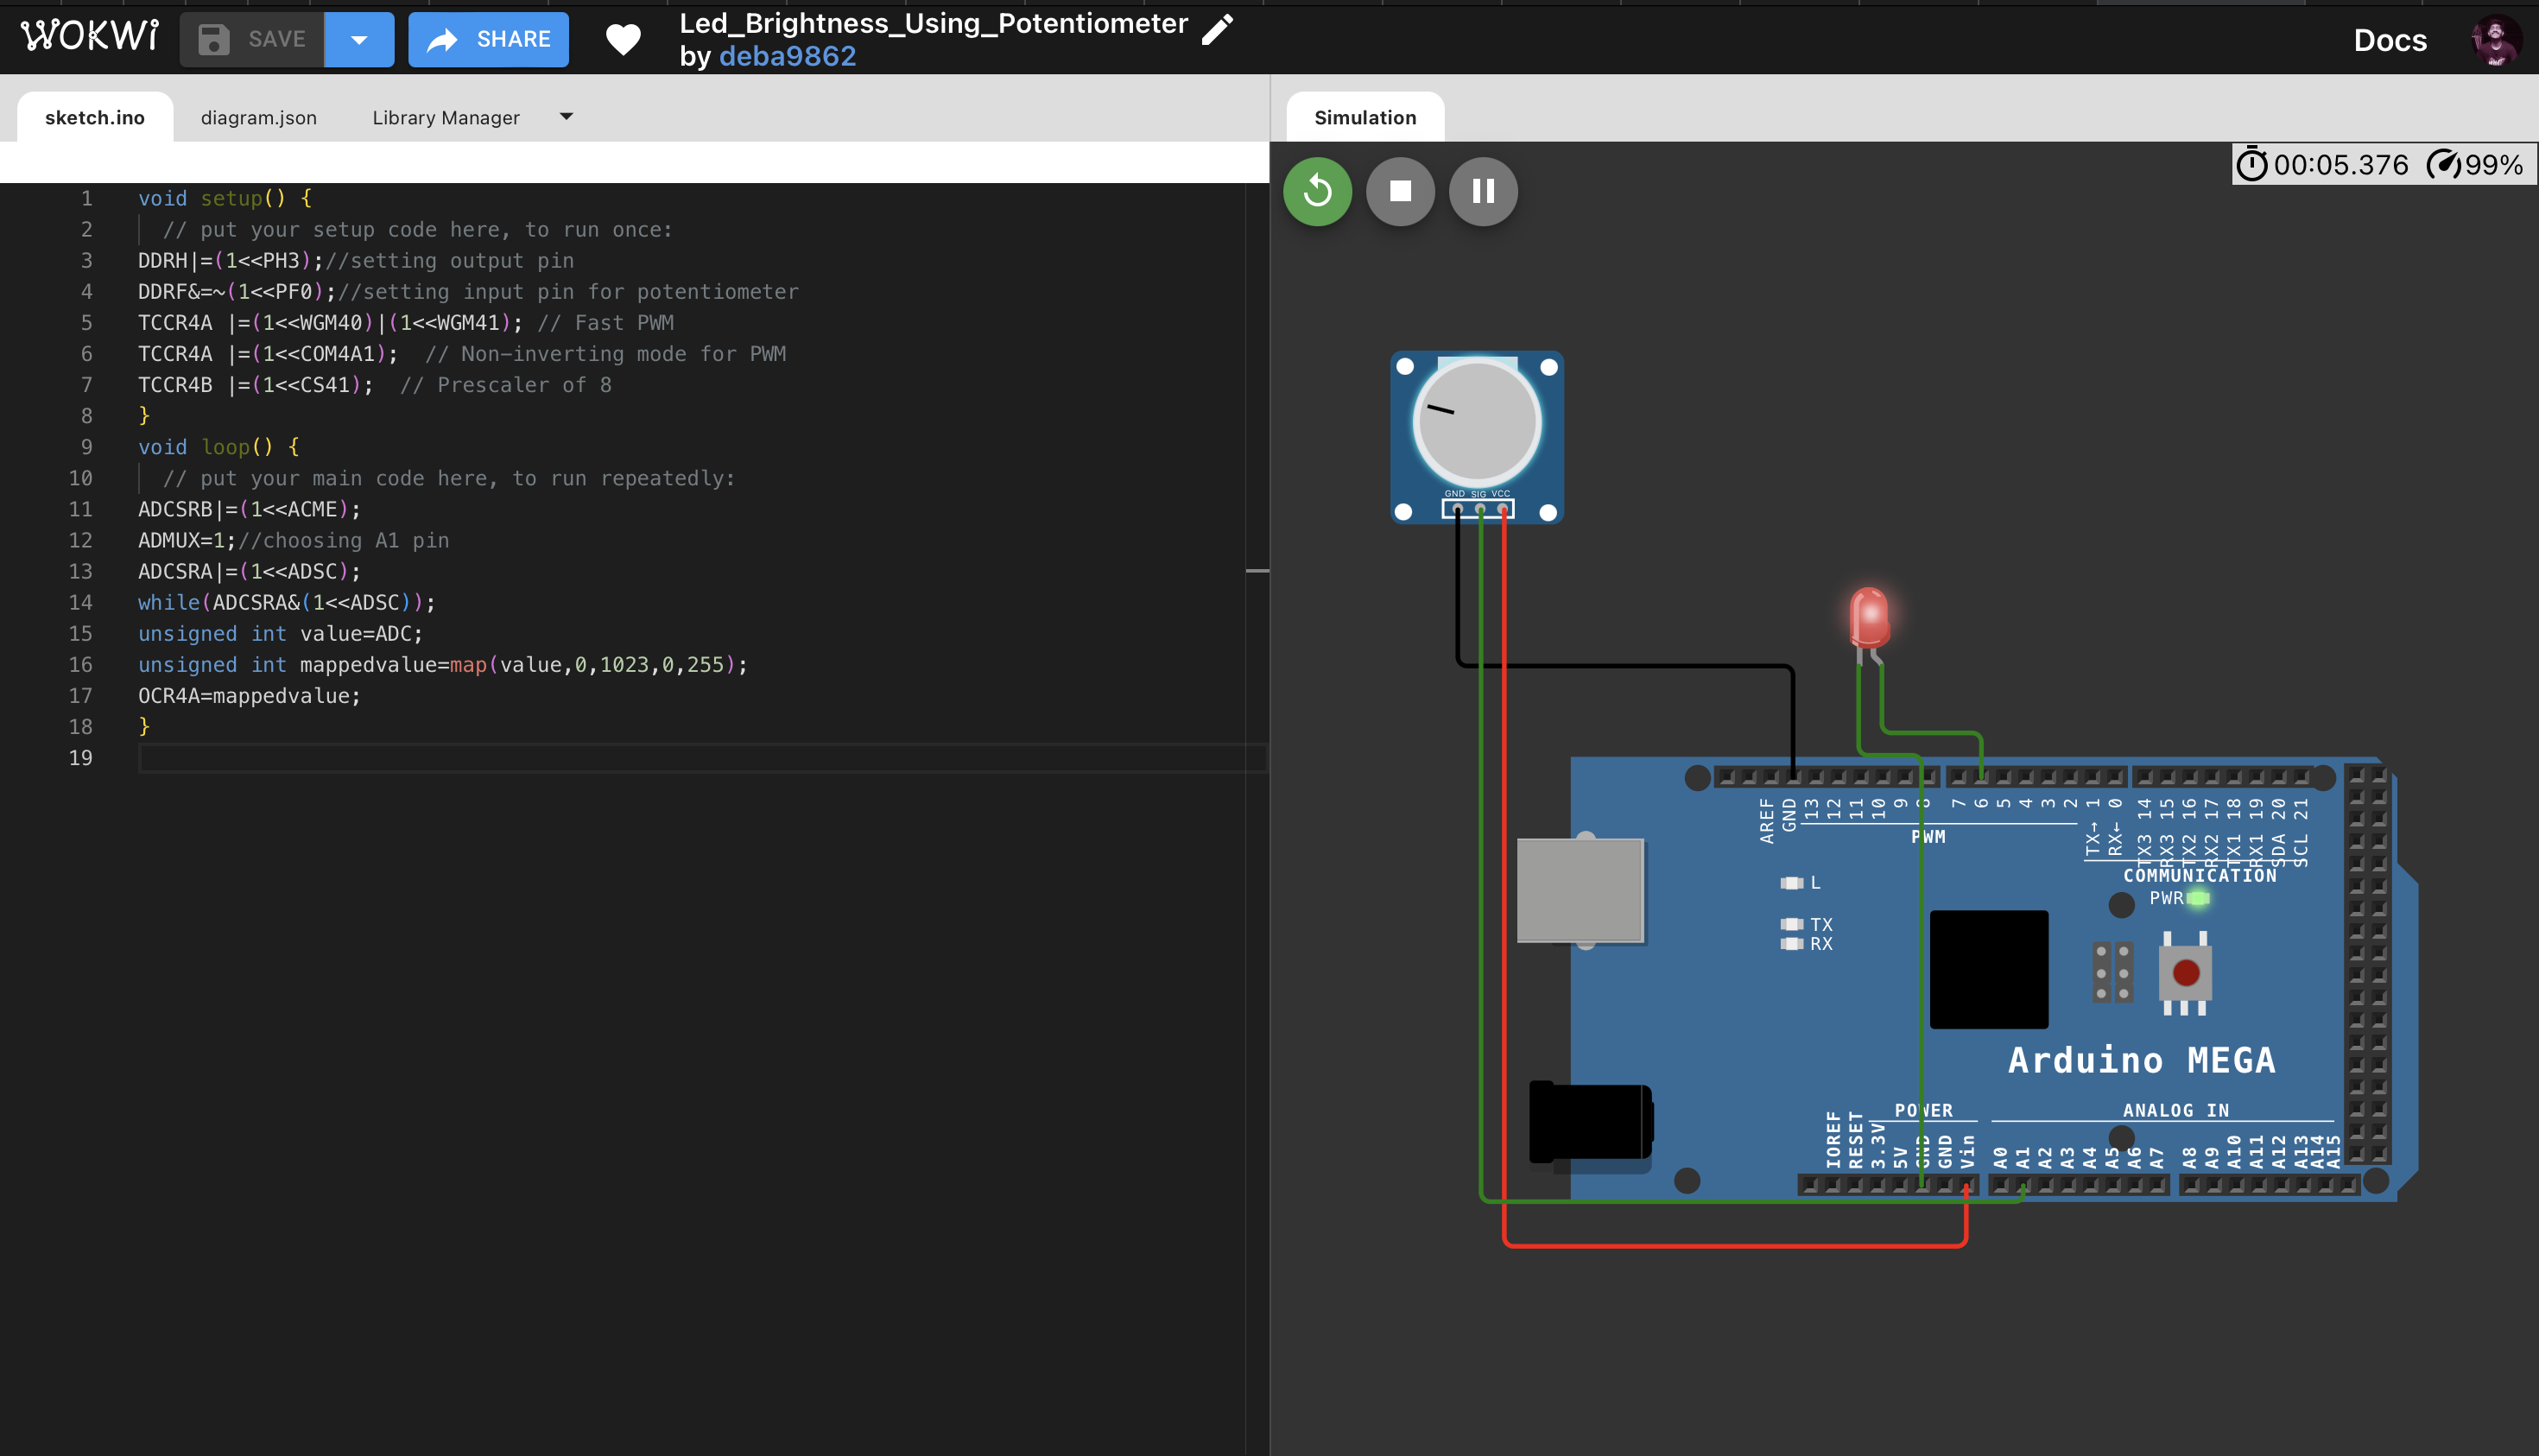 WOKWi
SAVE
SHARE
Led_Brightness_Using_Potentiometer
by deba9862
Docs
sketch.ino
diagram.json
Library Manager
Simulation
00:05.376
99%
1 void setup() {
2 // put your setup code here, to run once:
3 DDRH|=(1<<PH3);//setting output pin
4 DDRF&=~(1<<PF0);//setting input pin for potentiometer
5 TCCR4A |=(1<<WGM40)|(1<<WGM41); // Fast PWM
6 TCCR4A |=(1<<COM4A1);  // Non-inverting mode for PWM
7 TCCR4B |=(1<<CS41);  // Prescaler of 8
8 }
9 void loop() {
10 // put your main code here, to run repeatedly:
11 ADCSRB|=(1<<ACME);
12 ADMUX=1;//choosing A1 pin
13 ADCSRA|=(1<<ADSC);
14 while(ADCSRA&(1<<ADSC));
15 unsigned int value=ADC;
16 unsigned int mappedvalue=map(value,0,1023,0,255);
17 OCR4A=mappedvalue;
18 }
19
GND SIG VCC
AREF GND 13 12 11 10 9 8 7 6 5 4 3 2 TX→ 1 RX← 0 TX3 14 RX3 15 TX2 16 RX2 17 TX1 18 RX1 19 SDA 20 SCL 21
PWM
COMMUNICATION
PWR
L
TX
RX
Arduino MEGA
POWER
ANALOG IN
IOREF RESET 3.3V 5V GND GND Vin A0 A1 A2 A3 A4 A5 A6 A7 A8 A9 A10 A11 A12 A13 A14 A15